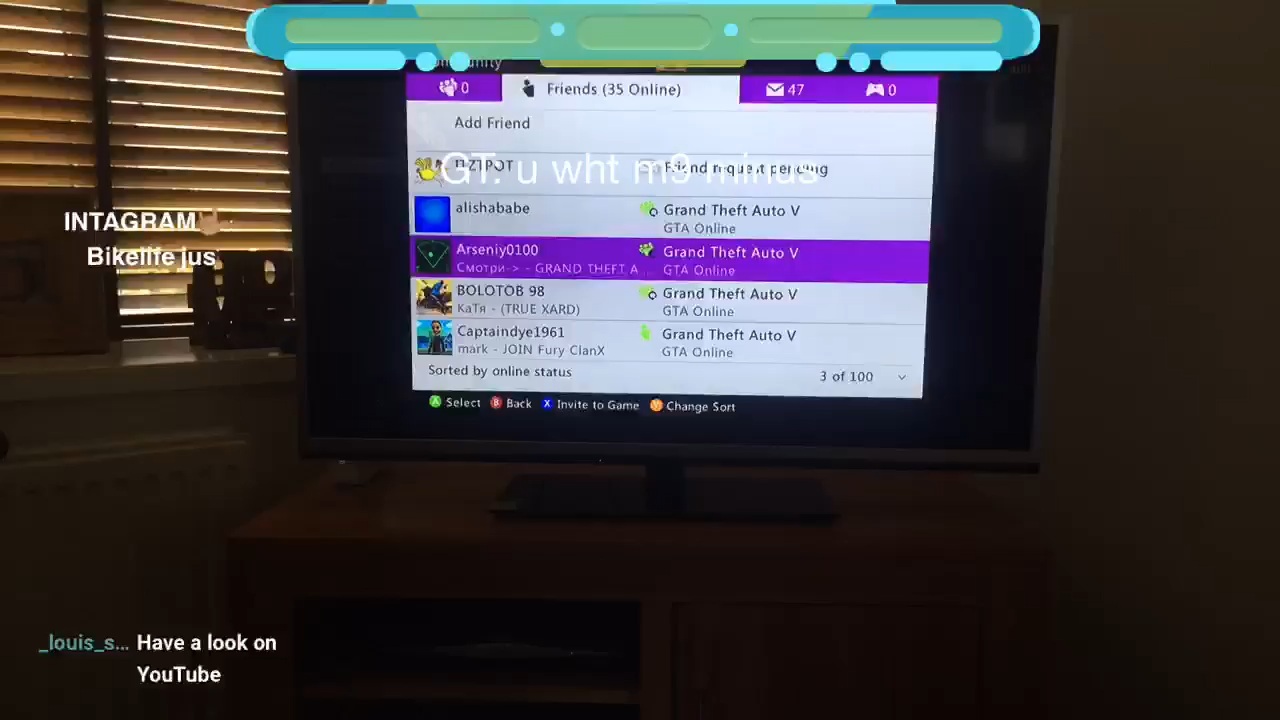 0
Friends (35 Online)
47
0
Add Friend
Friend request pending
GT: u wht m9 minus
alishababe
Grand Theft Auto V
GTA Online
INTAGRAM🤘🏼
Bikelife jus
Arseniy0100
Grand Theft Auto V
Смотри-> - GRAND THEFT A...
GTA Online
BOLOTOB 98
Grand Theft Auto V
КаТя - (TRUE XARD)
GTA Online
Captaindye1961
Grand Theft Auto V
mark - JOIN Fury ClanX
GTA Online
Sorted by online status
3 of 100
A Select B Back X Invite to Game Y Change Sort
_louis_s... Have a look on
YouTube